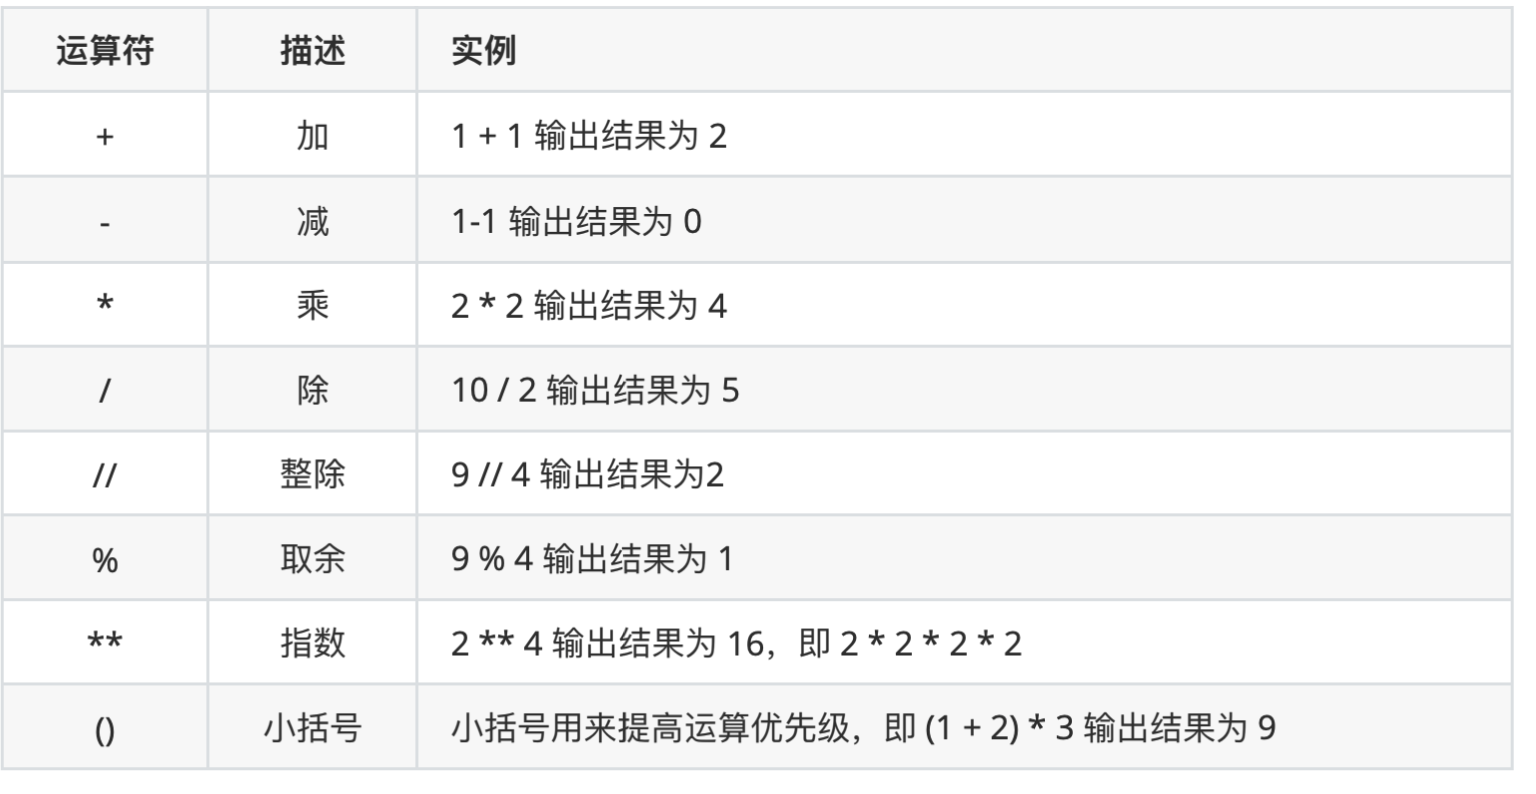 运算符 描述 实例
+ 加 1 + 1 输出结果为 2
- 减 1-1 输出结果为 0
* 乘 2 * 2 输出结果为 4
/ 除 10 / 2 输出结果为 5
// 整除 9 // 4 输出结果为2
% 取余 9 % 4 输出结果为 1
** 指数 2 ** 4 输出结果为 16，即 2 * 2 * 2 * 2
() 小括号 小括号用来提高运算优先级，即 (1 + 2) * 3 输出结果为 9